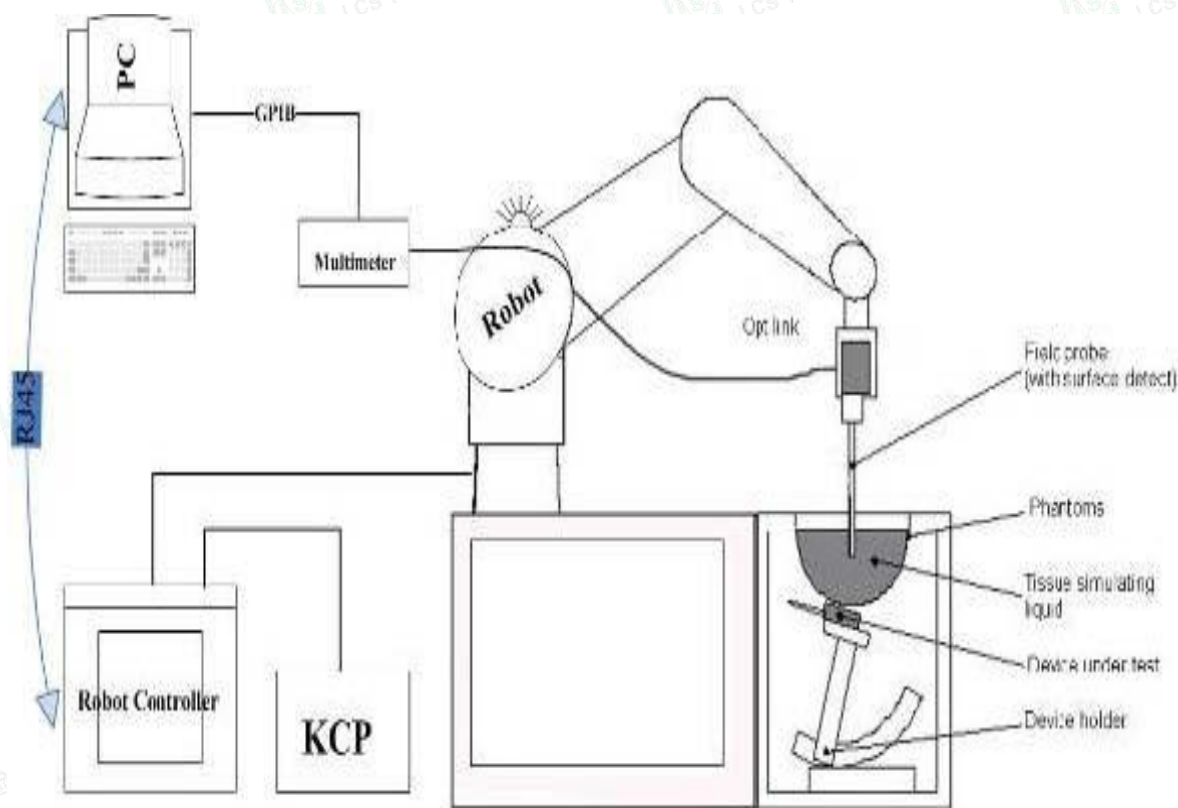 PC
GPIB
Multimeter
Robot
Opt link
RJ45
Field probe
(with surface detect)
Phantoms
Tissue simulating
liquid
Device under test
Device holder
Robot Controller
KCP